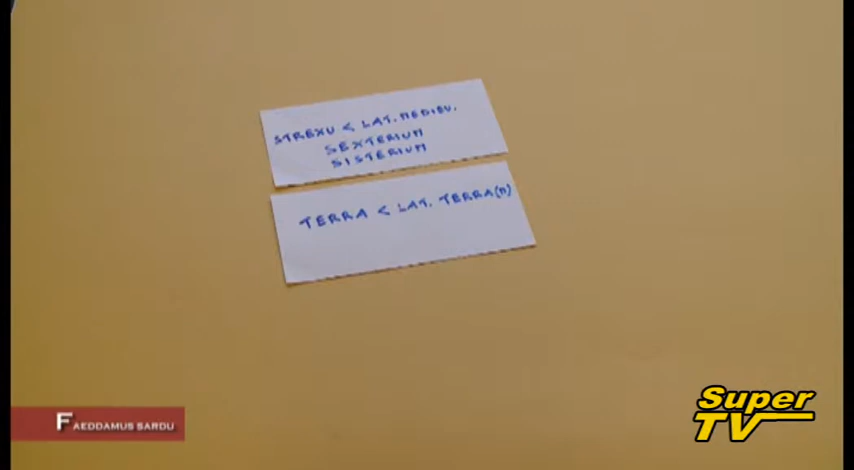 STREXU < LAT. MEDIEV.
SEXTERIUM
SISTERIUM
TERRA < LAT. TERRA(M)
FAEDDAMUS SARDU
Super
TV